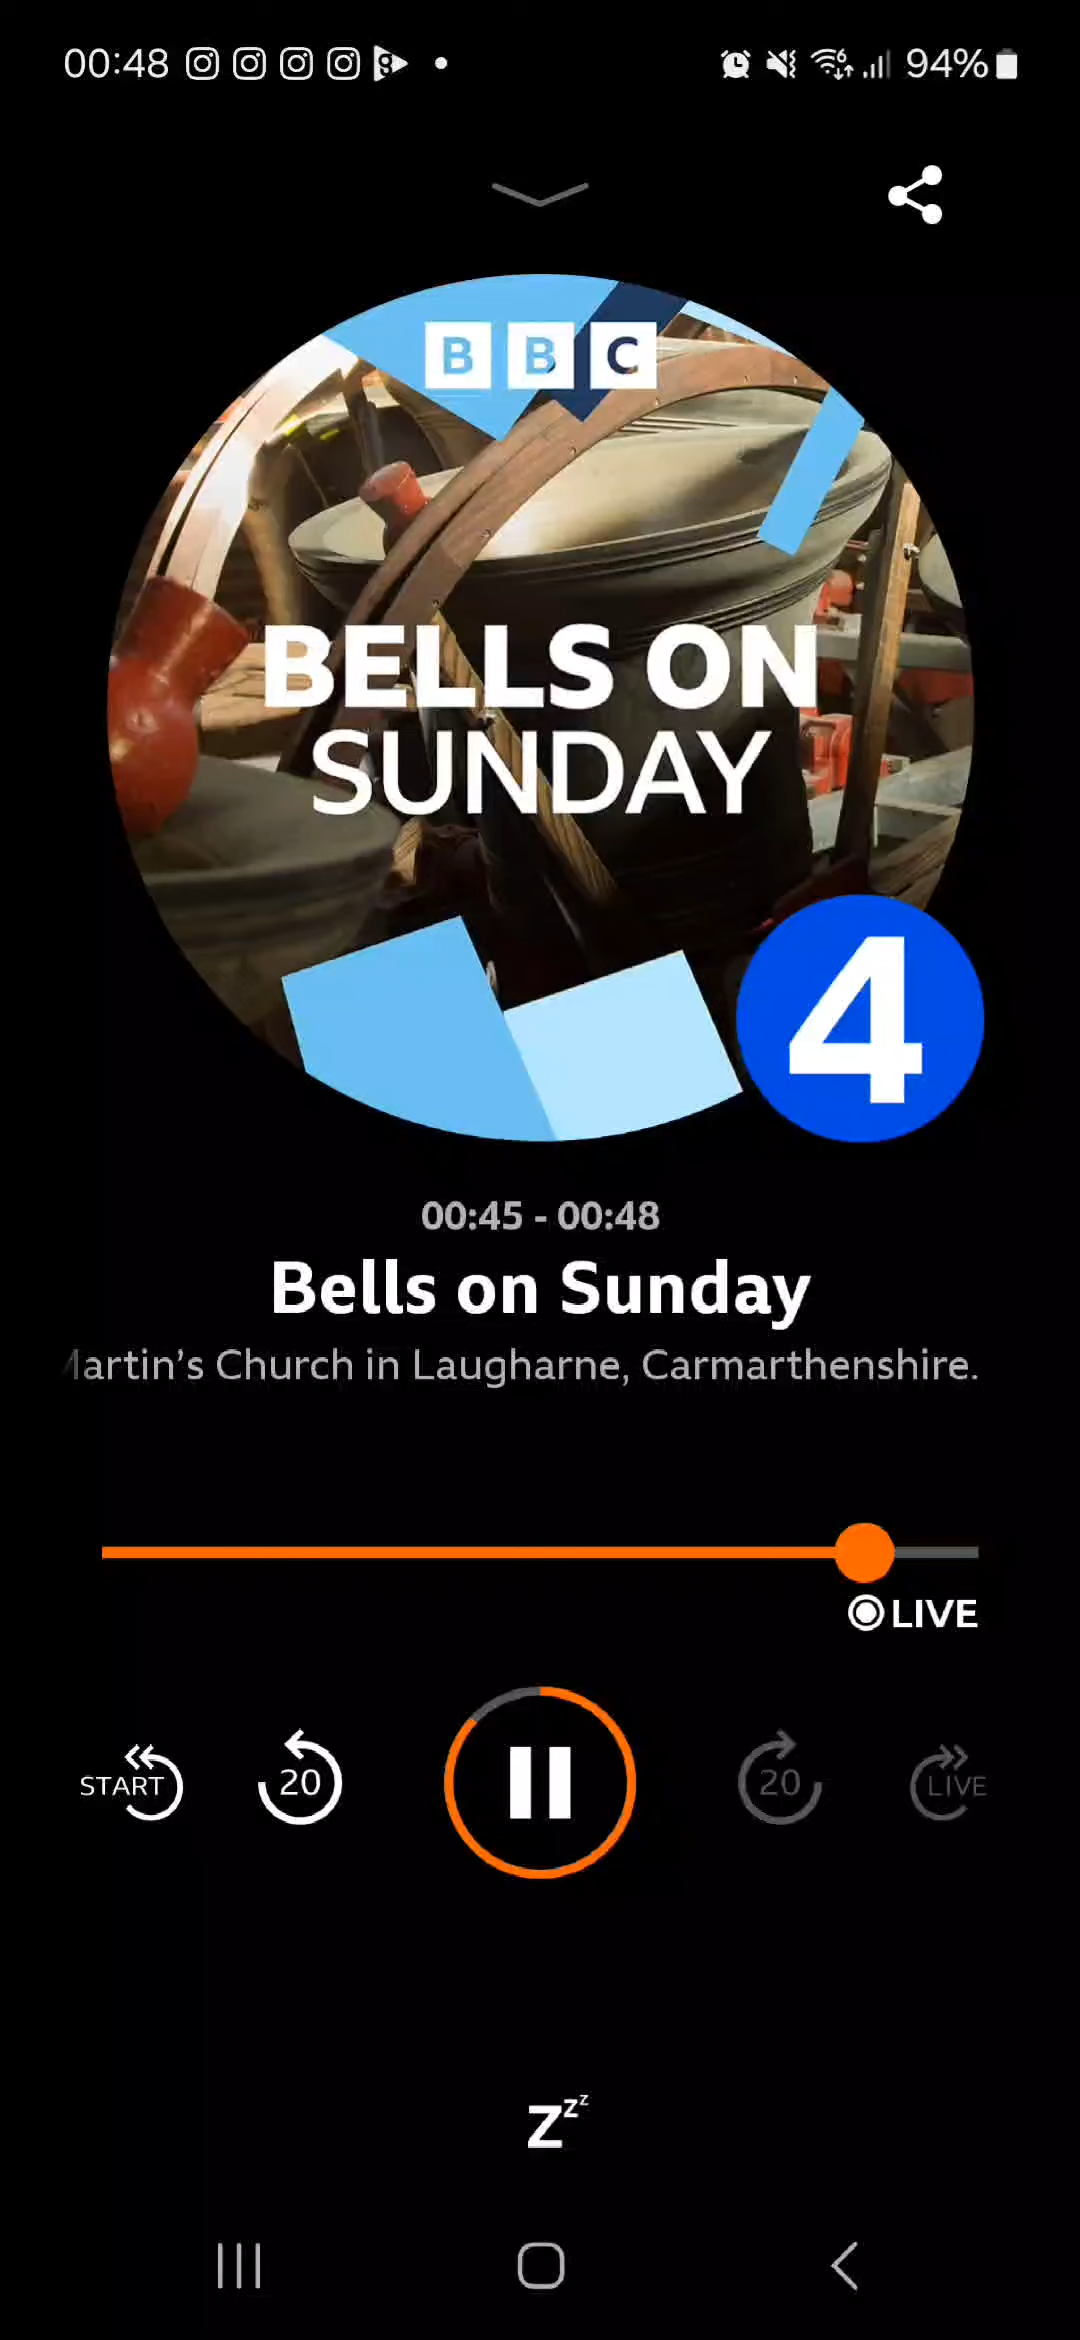 00:48
94%
BBC
BELLS ON
SUNDAY
4
00:45 - 00:48
Bells on Sunday
Church in Laugharne, Carmarthenshire.
LIVE
START
20
20
LIVE
Zzz